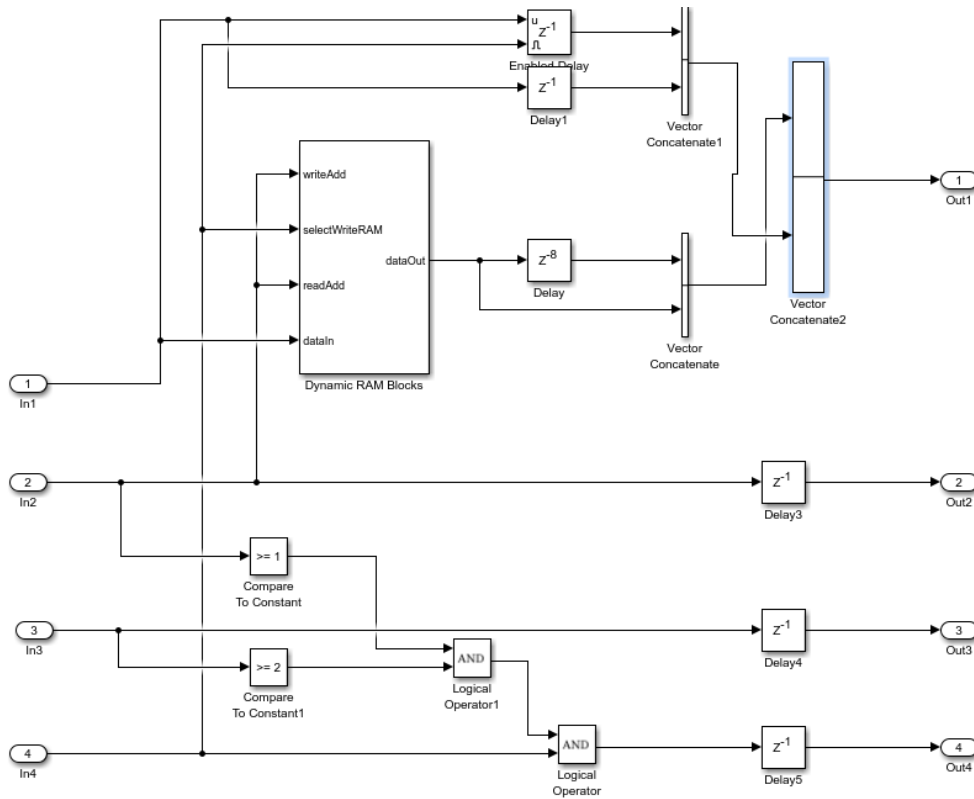 u
Z-1
Enabled Delay
Z-1
Delay1
Vector
Concatenate1
writeAdd
selectWriteRAM
dataOut
readAdd
dataIn
Dynamic RAM Blocks
Z-8
Delay
Vector
Concatenate
Vector
Concatenate2
1
Out1
1
In1
2
In2
Z-1
Delay3
2
Out2
>= 1
Compare
To Constant
3
In3
Z-1
Delay4
3
Out3
>= 2
Compare
To Constant1
AND
Logical
Operator1
4
In4
AND
Logical
Operator
Z-1
Delay5
4
Out4